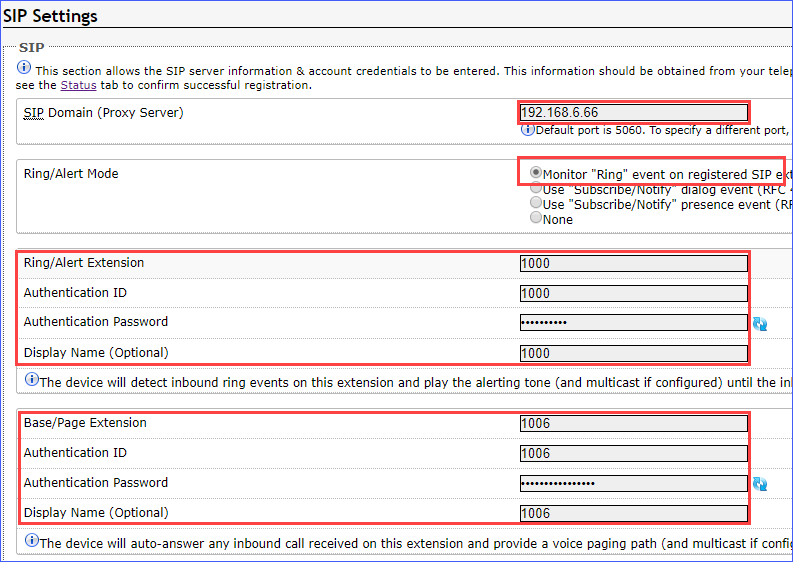 SIP Settings
SIP
This section allows the SIP server information & account credentials to be entered. This information should be obtained from your
see the Status tab to confirm successful registration.
SIP Domain (Proxy Server) 192.168.6.66
Default port is 5060. To specify a different port,
Ring/Alert Mode Monitor "Ring" event on registered SIP
Use "Subscribe/Notify" dialog event (RFC
Use "Subscribe/Notify" presence event
None
Ring/Alert Extension 1000
Authentication ID 1000
Authentication Password ••••••••••
Display Name (Optional) 1000
The device will detect inbound ring events on this extension and play the alerting tone (and multicast if configured) until the
Base/Page Extension 1006
Authentication ID 1006
Authentication Password ••••••••••••••••
Display Name (Optional) 1006
The device will auto-answer any inbound call received on this extension and provide a voice paging path (and multicast if